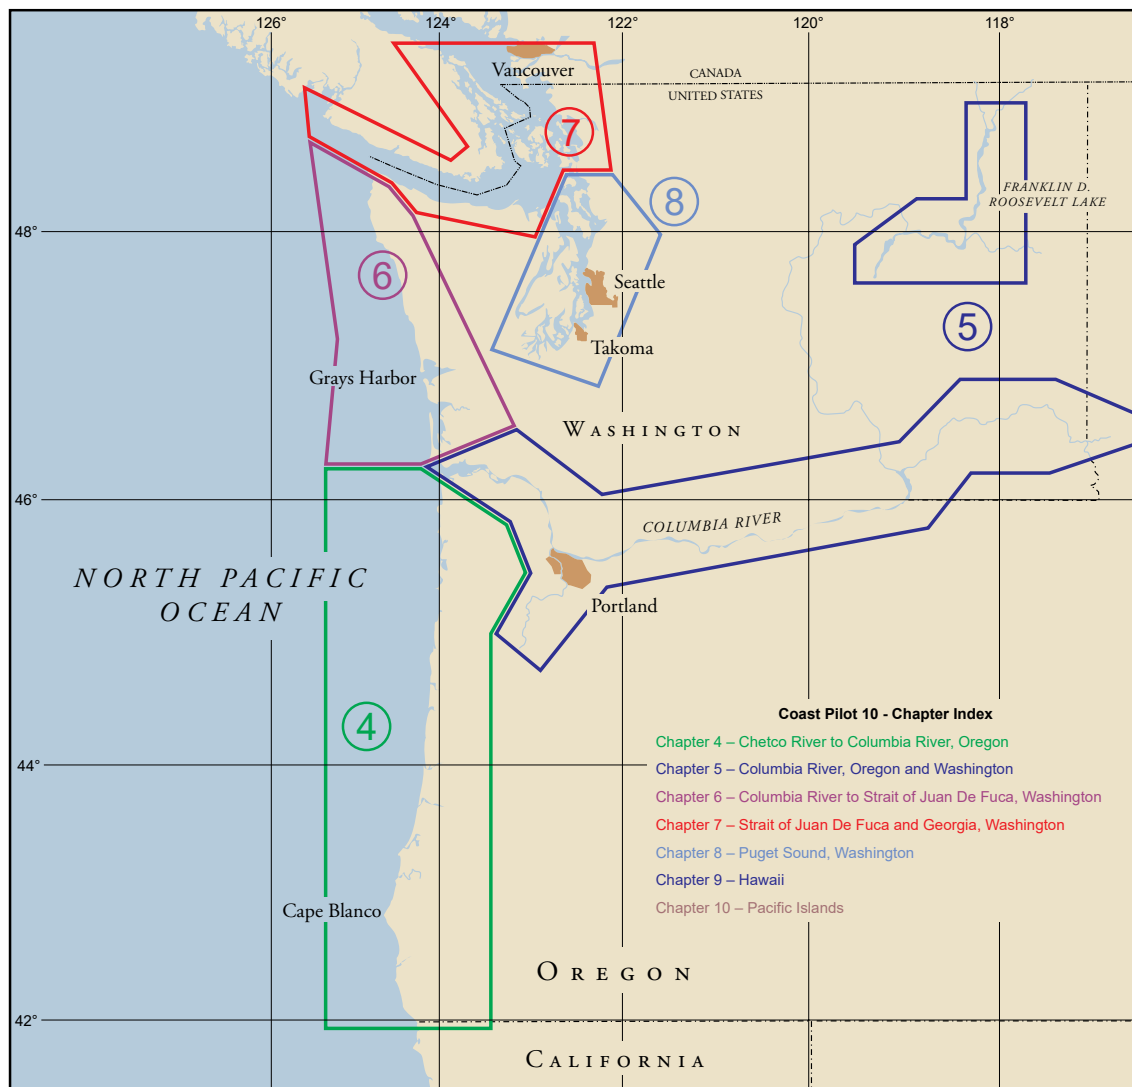 126°
124°
122°
120°
118°
Vancouver
CANADA
UNITED STATES
7
8
FRANKLIN D.
ROOSEVELT LAKE
48°
6
Seattle
5
Takoma
Grays Harbor
WASHINGTON
46°
COLUMBIA RIVER
NORTH PACIFIC
OCEAN
Portland
4
Coast Pilot 10 - Chapter Index
Chapter 4 – Chetco River to Columbia River, Oregon
Chapter 5 – Columbia River, Oregon and Washington
Chapter 6 – Columbia River to Strait of Juan De Fuca, Washington
Chapter 7 – Strait of Juan De Fuca and Georgia, Washington
Chapter 8 – Puget Sound, Washington
Chapter 9 – Hawaii
Chapter 10 – Pacific Islands
44°
Cape Blanco
OREGON
42°
CALIFORNIA